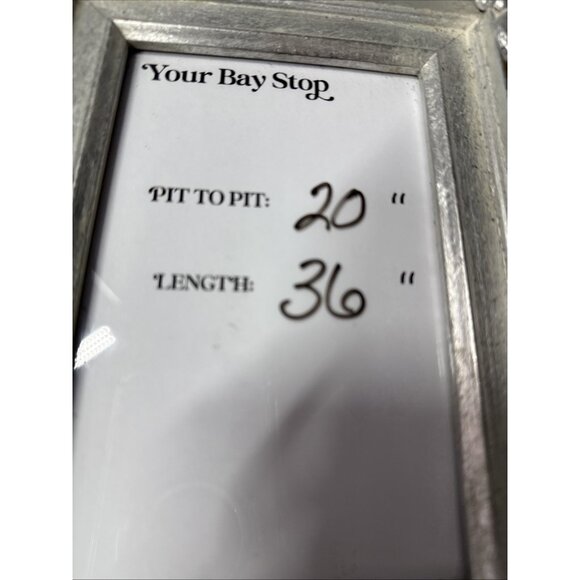 Your Bay Stop
PIT TO PIT: 20 "
LENGTH: 36 "